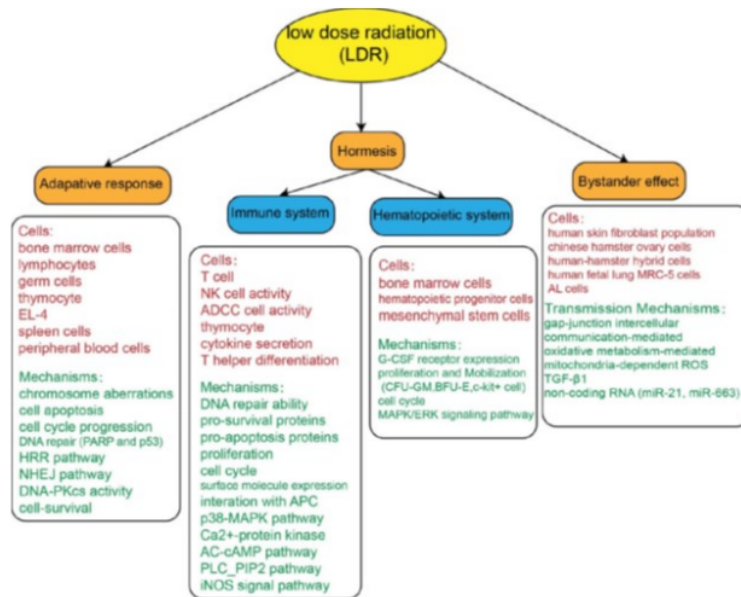 low dose radiation
(LDR)
Hormesis
Adapative response
Immune system
Hematopoietic system
Bystander effect
Cells:
bone marrow cells
lymphocytes
germ cells
thymocyte
EL-4
spleen cells
peripheral blood cells
Mechanisms:
chromosome aberrations
cell apoptosis
cell cycle progression
DNA repair (PARP and p53)
HRR pathway
NHEJ pathway
DNA-PKcs activity
cell-survival
Cells:
T cell
NK cell activity
ADCC cell activity
thymocyte
cytokine secretion
T helper differentiation
Mechanisms:
DNA repair ability
pro-survival proteins
pro-apoptosis proteins
proliferation
cell cycle
surface molecule expression
interation with APC
p38-MAPK pathway
Ca2+-protein kinase
AC-cAMP pathway
PLC_PIP2 pathway
iNOS signal pathway
Cells:
bone marrow cells
hematopoietic progenitor cells
mesenchymal stem cells
Mechanisms:
G-CSF receptor expression
proliferation and Mobilization
(CFU-GM,BFU-E,c-kit+ cell)
cell cycle
MAPK/ERK signaling pathway
Cells:
human skin fibroblast population
chinese hamster ovary cells
human-hamster hybrid cells
human fetal lung MRC-5 cells
AL cells
Transmission Mechanisms:
gap-junction intercellular
communication-mediated
oxidative metabolism-mediated
mitochondria-dependent ROS
TGF-β1
non-coding RNA (miR-21, miR-663)